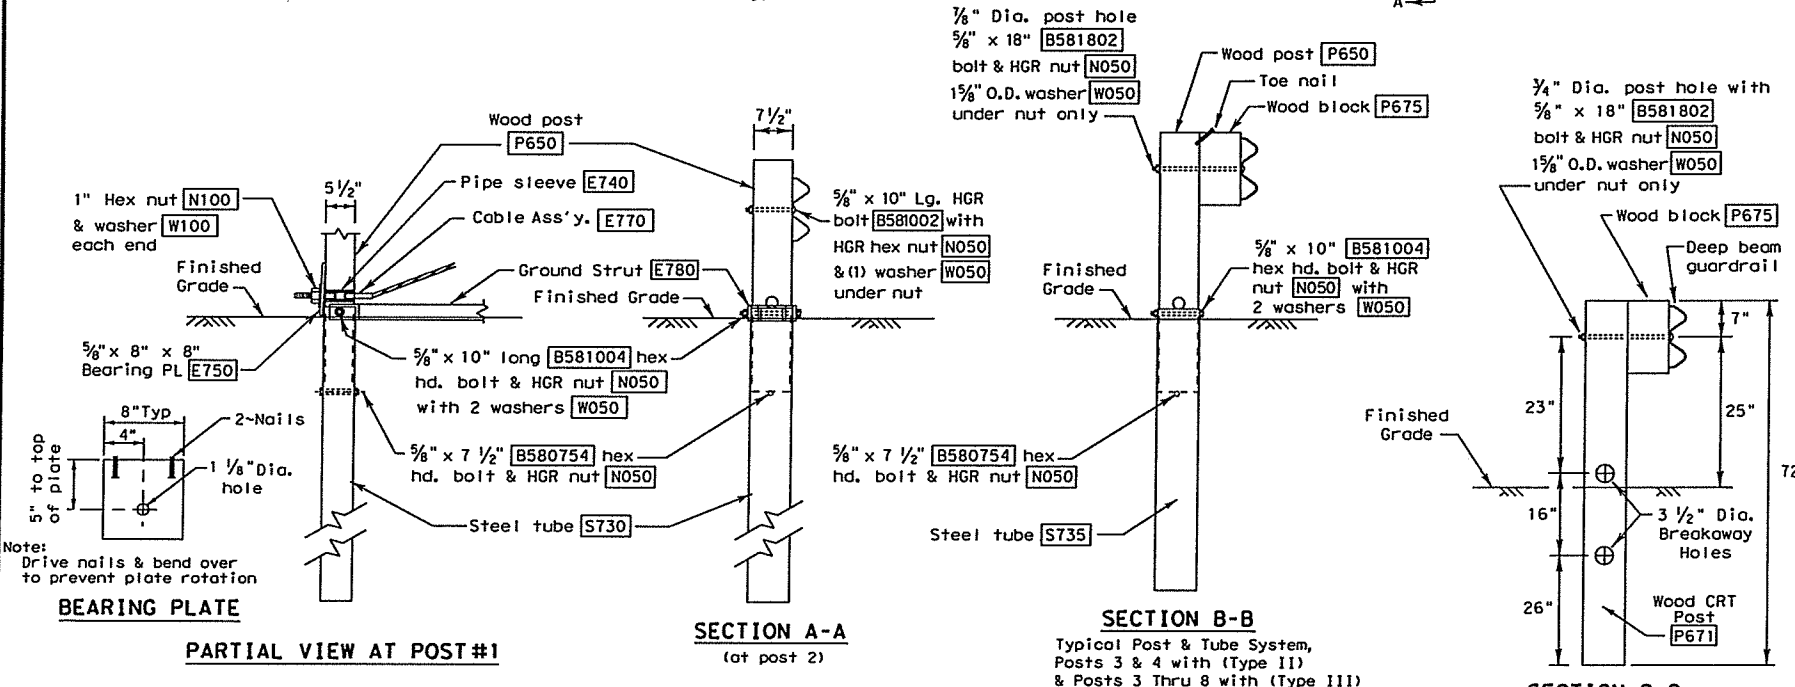 A
1" Hex nut N100
& washer W100
each end
Finished
Grade
5/8" x 8" x 8"
Bearing PL E750
8"Typ
4"
2~Nails
1 1/8" Dia.
hole
5" to top
of plate
Note:
Drive nails & bend over
to prevent plate rotation
BEARING PLATE
5 1/2"
Wood post
P650
Pipe sleeve E740
Cable Ass'y. E770
Ground Strut E780
Finished Grade
5/8" x 10" long B581004 hex
hd. bolt & HGR nut N050
with 2 washers W050
5/8" x 7 1/2" B580754 hex
hd. bolt & HGR nut N050
Steel tube S730
PARTIAL VIEW AT POST #1
7 1/2"
5/8" x 10" Lg. HGR
bolt B581002 with
HGR hex nut N050
& (1) washer W050
under nut
SECTION A-A
(at post 2)
7/8" Dia. post hole
5/8" x 18" B581802
bolt & HGR nut N050
1 5/8" O.D. washer W050
under nut only
Wood post P650
Toe nail
Wood block P675
Finished
Grade
5/8" x 10" B581004
hex hd. bolt & HGR
nut N050 with
2 washers W050
5/8" x 7 1/2" B580754 hex
hd. bolt & HGR nut N050
Steel tube S735
SECTION B-B
Typical Post & Tube System,
Posts 3 & 4 with (Type II)
& Posts 3 Thru 8 with (Type III)
3/4" Dia. post hole with
5/8" x 18" B581802
bolt & HGR nut N050
1 5/8" O.D. washer W050
under nut only
Wood block P675
Deep beam
guardrail
7"
23"
25"
Finished
Grade
72
16"
3 1/2" Dia.
Breakaway
Holes
26"
Wood CRT
Post
P671